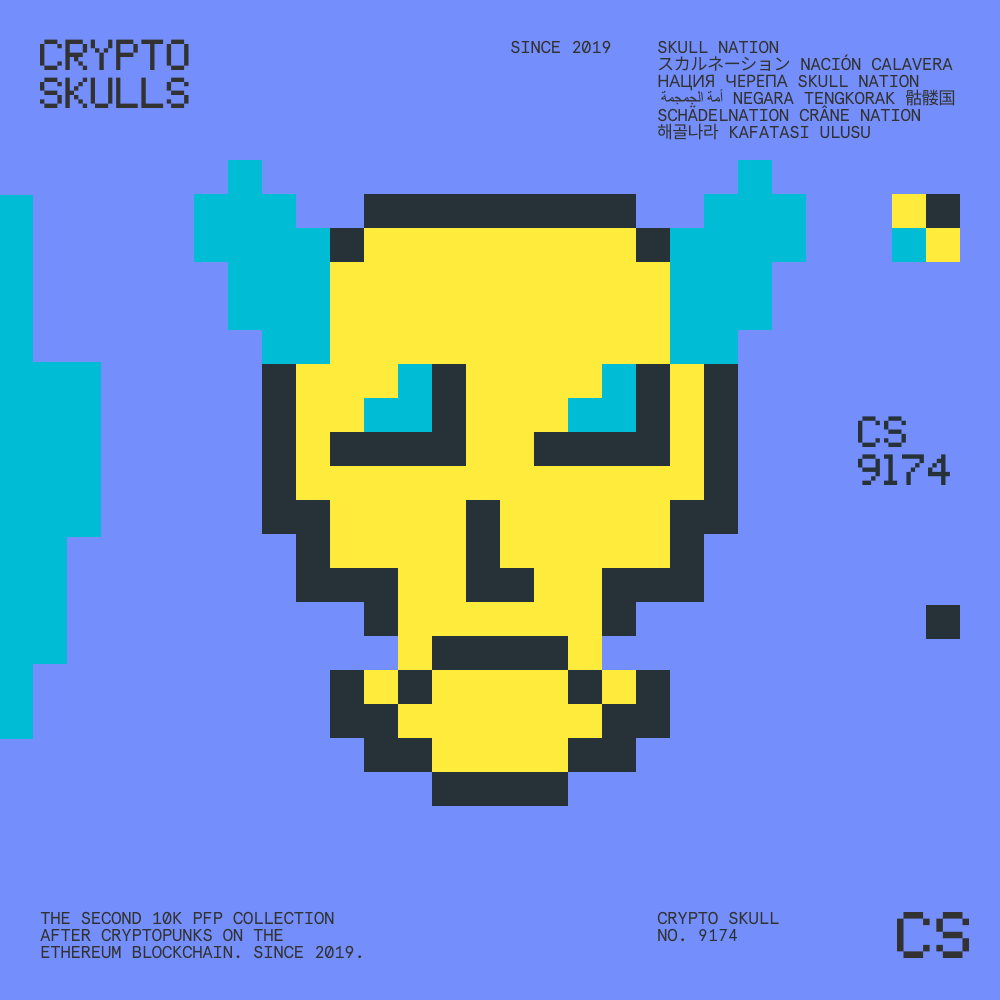 CRYPTO
SKULLS
SINCE 2019
SKULL NATION
スカルネーション NACIÓN CALAVERA
НАЦИЯ ЧЕРЕПА SKULL NATION
أمة الجمجمة NEGARA TENGKORAK 骷髅国
SCHÄDELNATION CRÂNE NATION
해골나라 KAFATASI ULUSU
CS
9174
THE SECOND 10K PFP COLLECTION
AFTER CRYPTOPUNKS ON THE
ETHEREUM BLOCKCHAIN. SINCE 2019.
CRYPTO SKULL
NO. 9174
CS